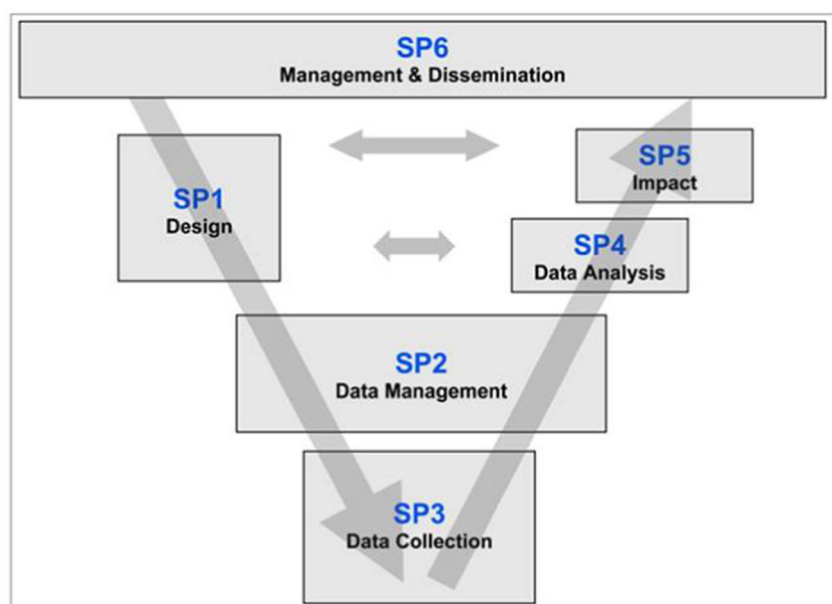 SP6
Management & Dissemination
SP1
Design
SP5
Impact
SP4
Data Analysis
SP2
Data Management
SP3
Data Collection